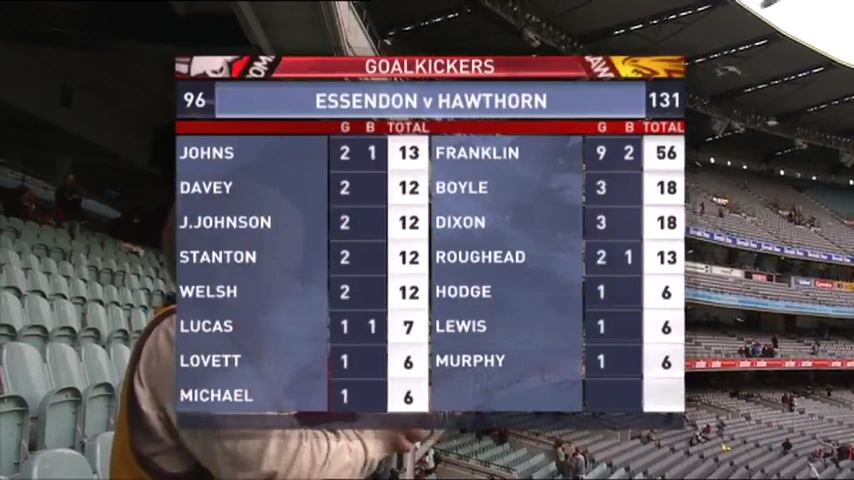 GOALKICKERS
96 ESSENDON v HAWTHORN 131
G B TOTAL G B TOTAL
JOHNS 2 1 13 FRANKLIN 9 2 56
DAVEY 2 12 BOYLE 3 18
J.JOHNSON 2 12 DIXON 3 18
STANTON 2 12 ROUGHEAD 2 1 13
WELSH 2 12 HODGE 1 6
LUCAS 1 1 7 LEWIS 1 6
LOVETT 1 6 MURPHY 1 6
MICHAEL 1 6